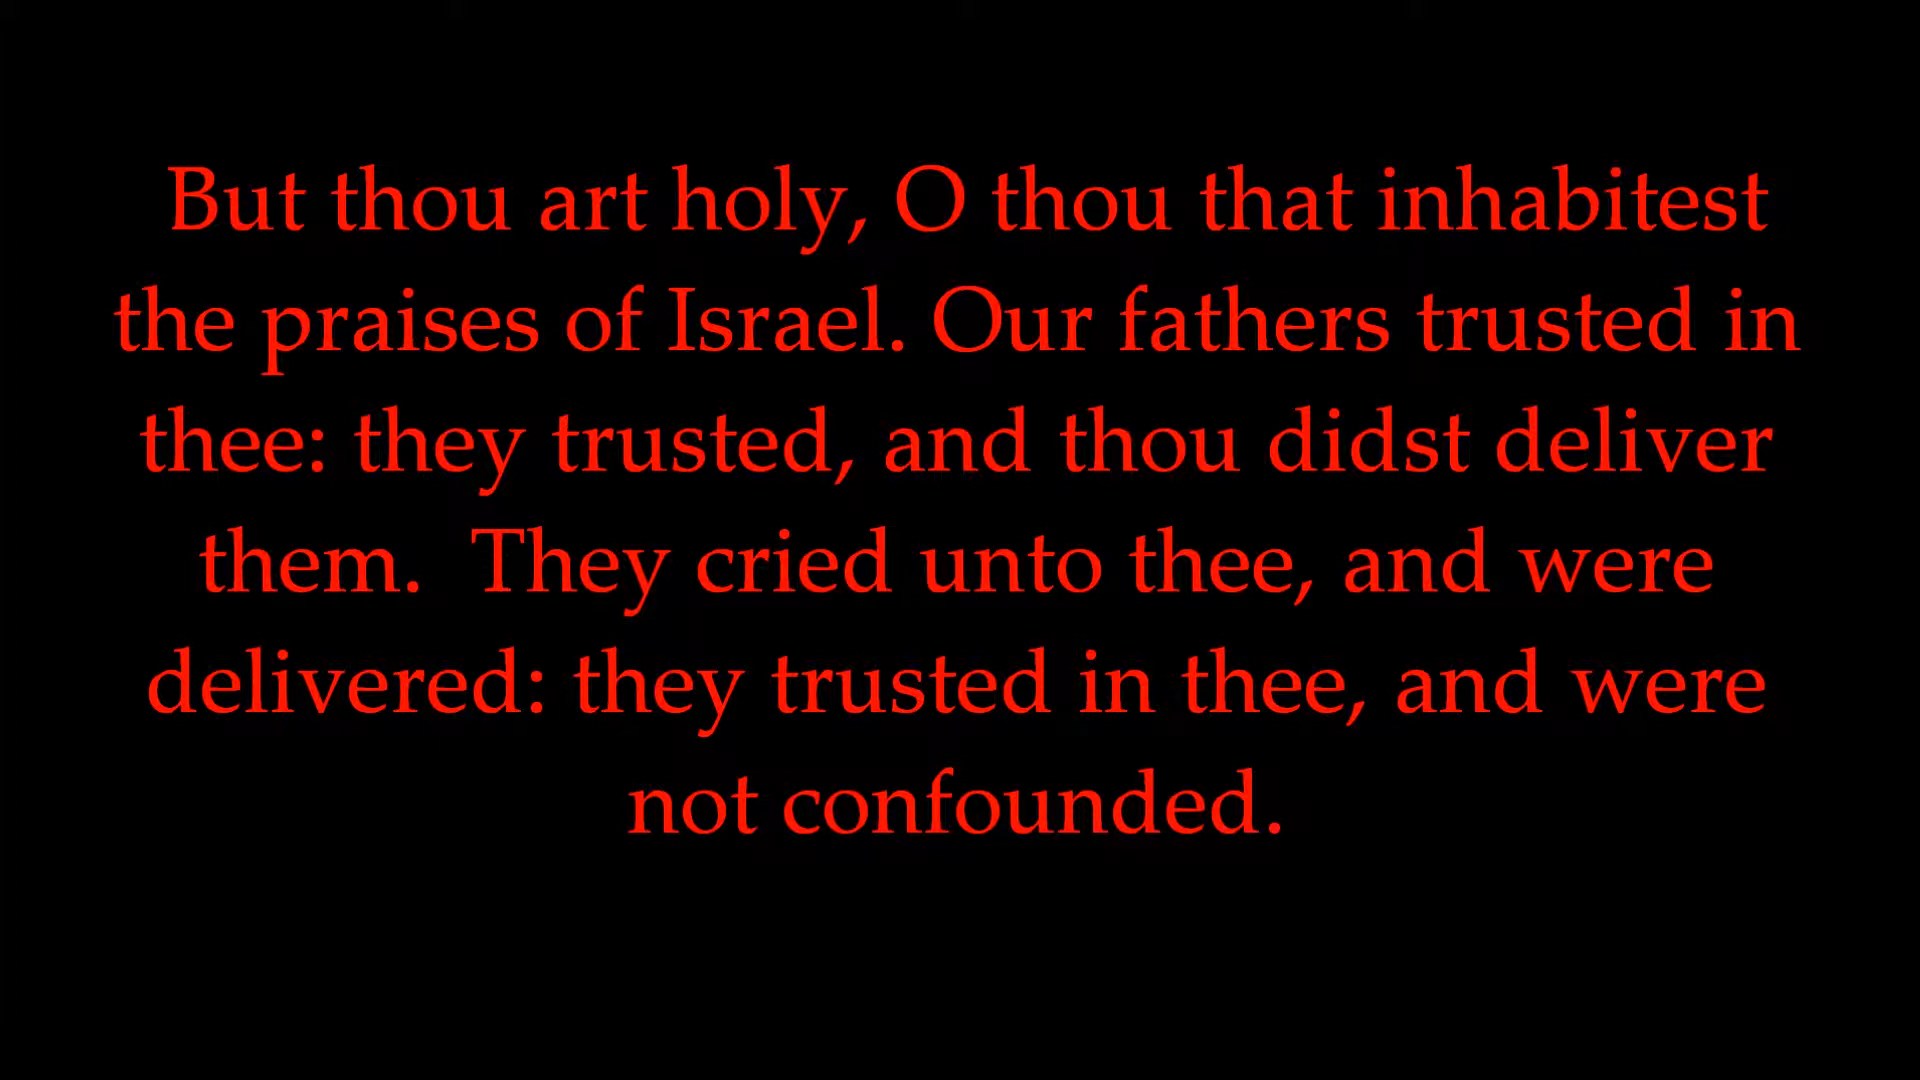 But thou art holy, O thou that inhabitest
the praises of Israel. Our fathers trusted in
thee: they trusted, and thou didst deliver
them.  They cried unto thee, and were
delivered: they trusted in thee, and were
not confounded.